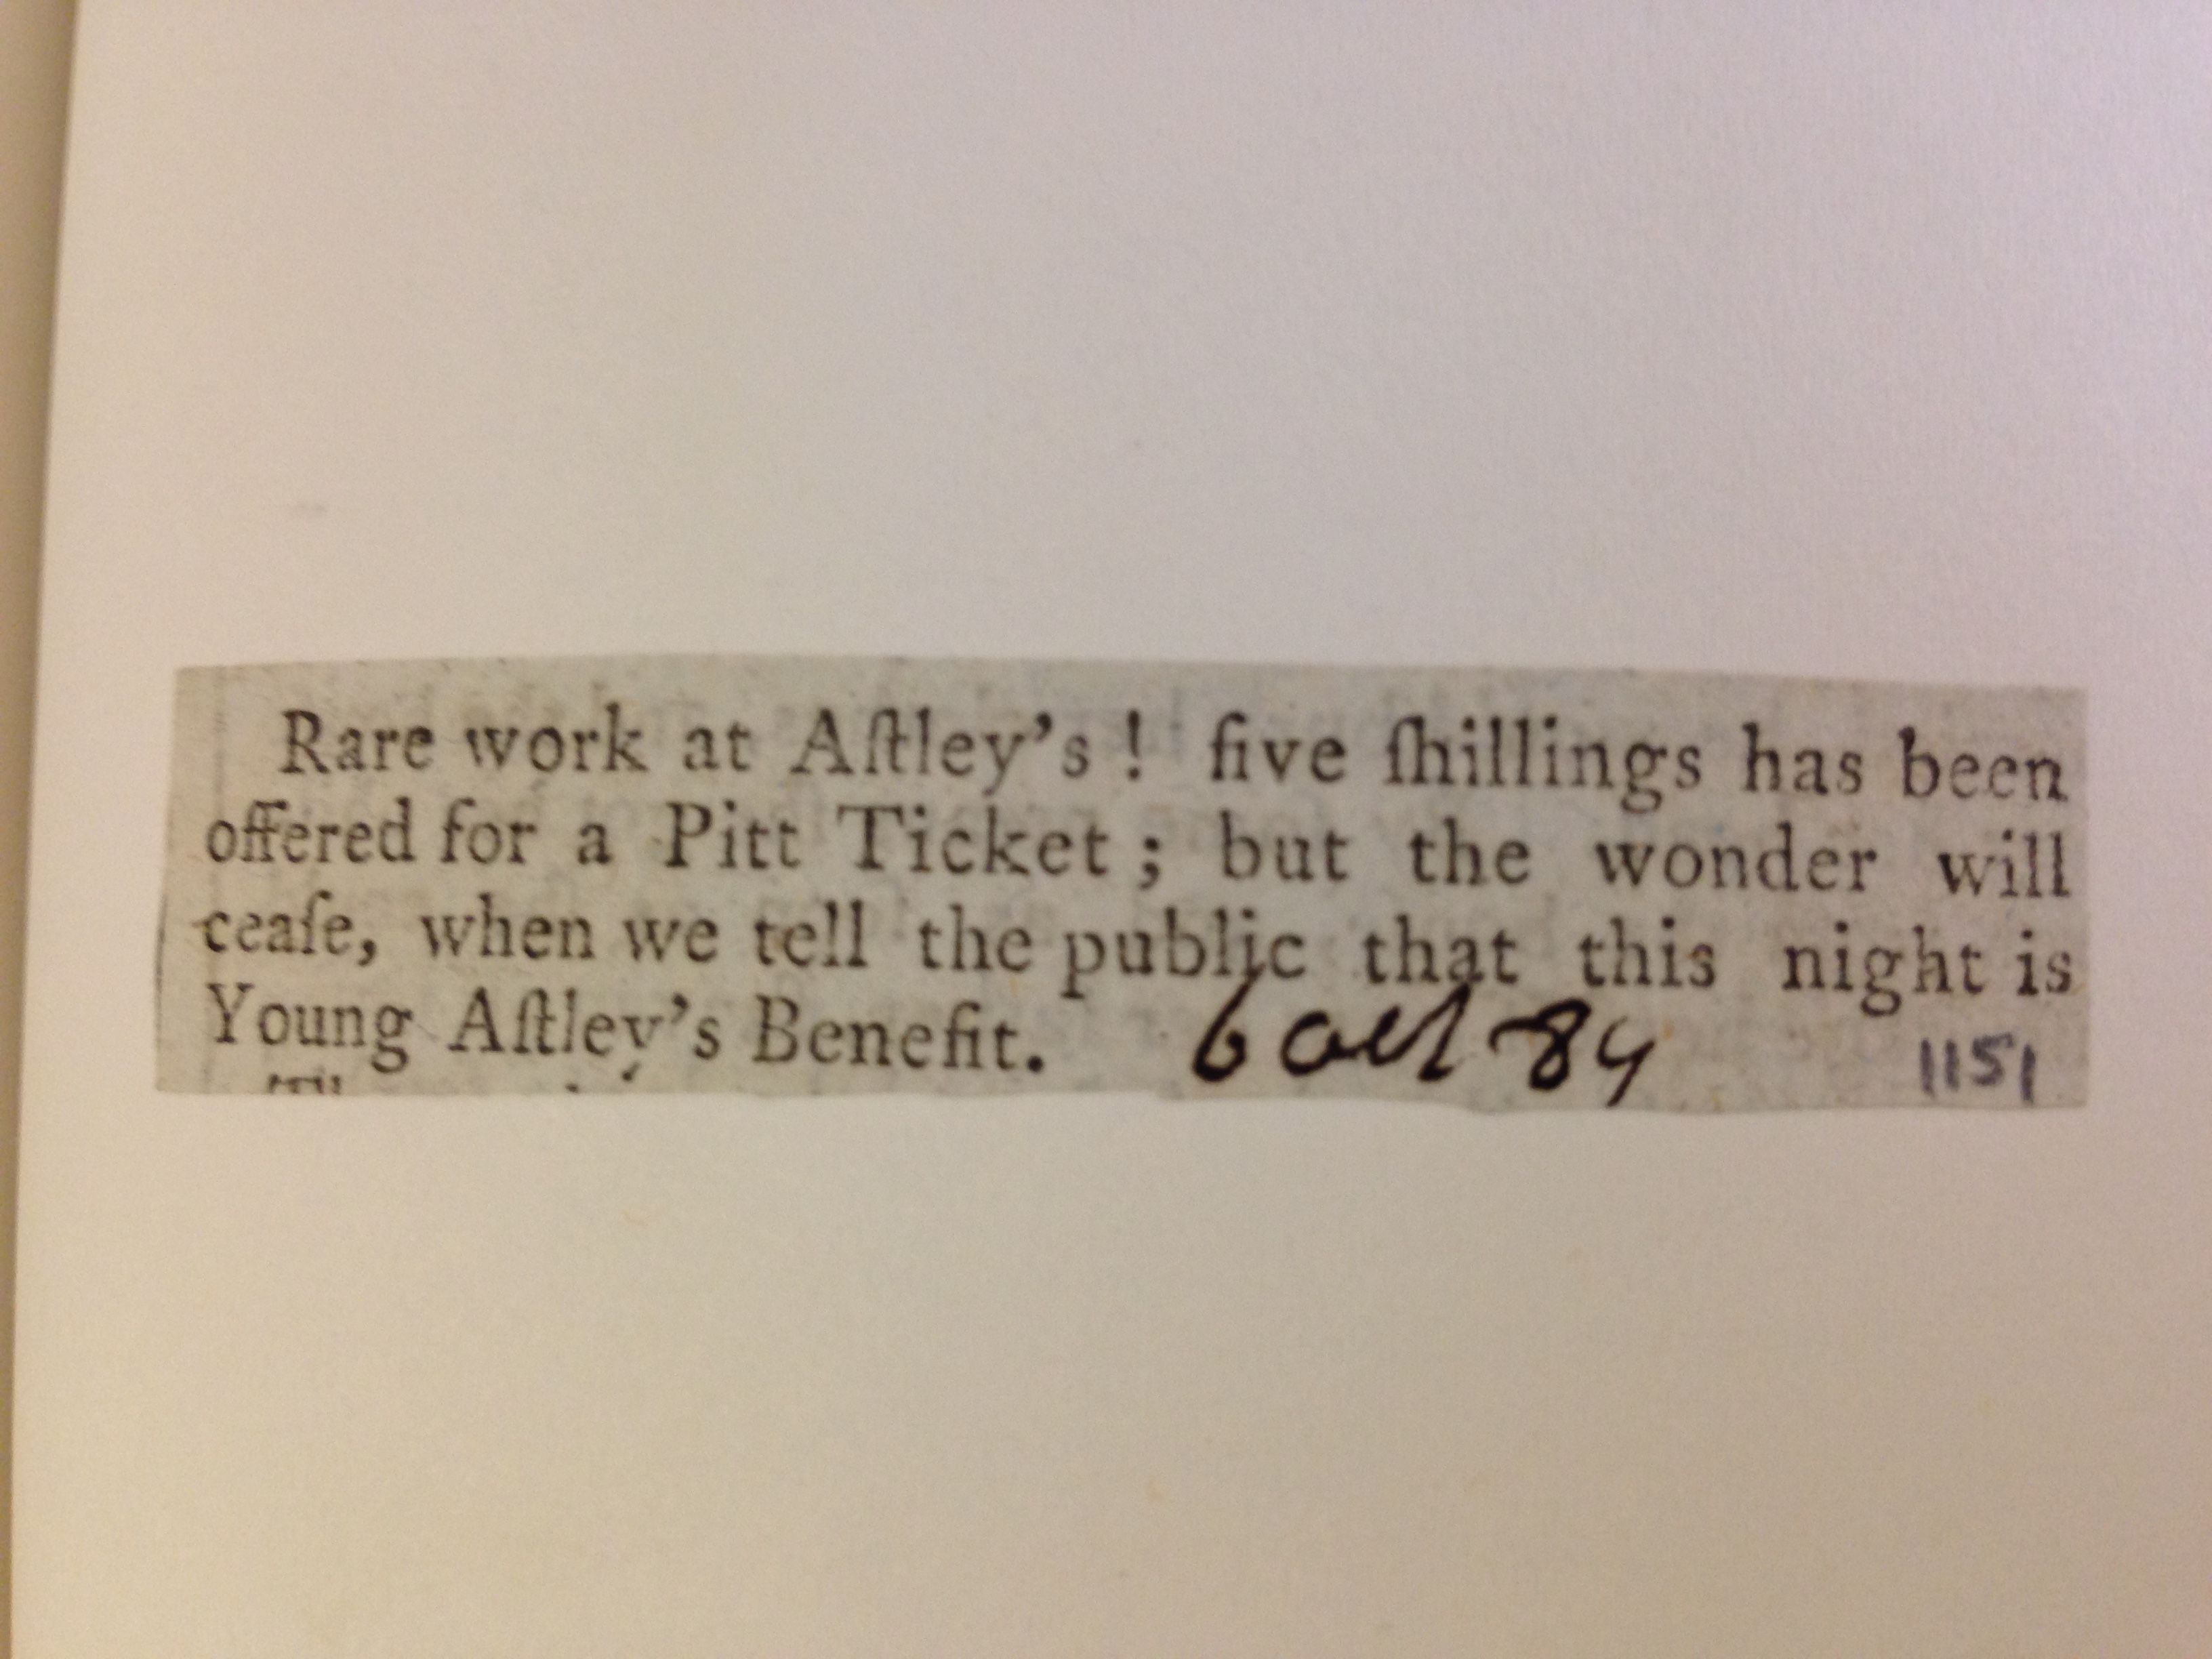 Rare work at Aſtley's! five ſhillings has been
offered for a Pitt Ticket; but the wonder will
ceaſe, when we tell the public that this night is
Young Aſtley's Benefit. 6 Oct 84 1151